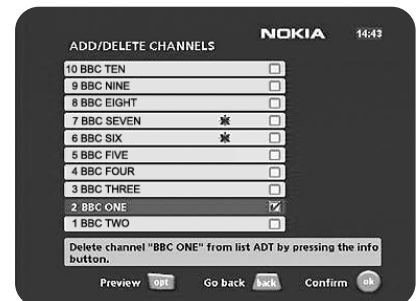 NOKIA 14:43
ADD/DELETE CHANNELS
10 BBC TEN
9 BBC NINE
8 BBC EIGHT
7 BBC SEVEN
6 BBC SIX
5 BBC FIVE
4 BBC FOUR
3 BBC THREE
2 BBC ONE
1 BBC TWO
Delete channel "BBC ONE" from list ADT by pressing the info
button.
Preview opt Go back back Confirm ok